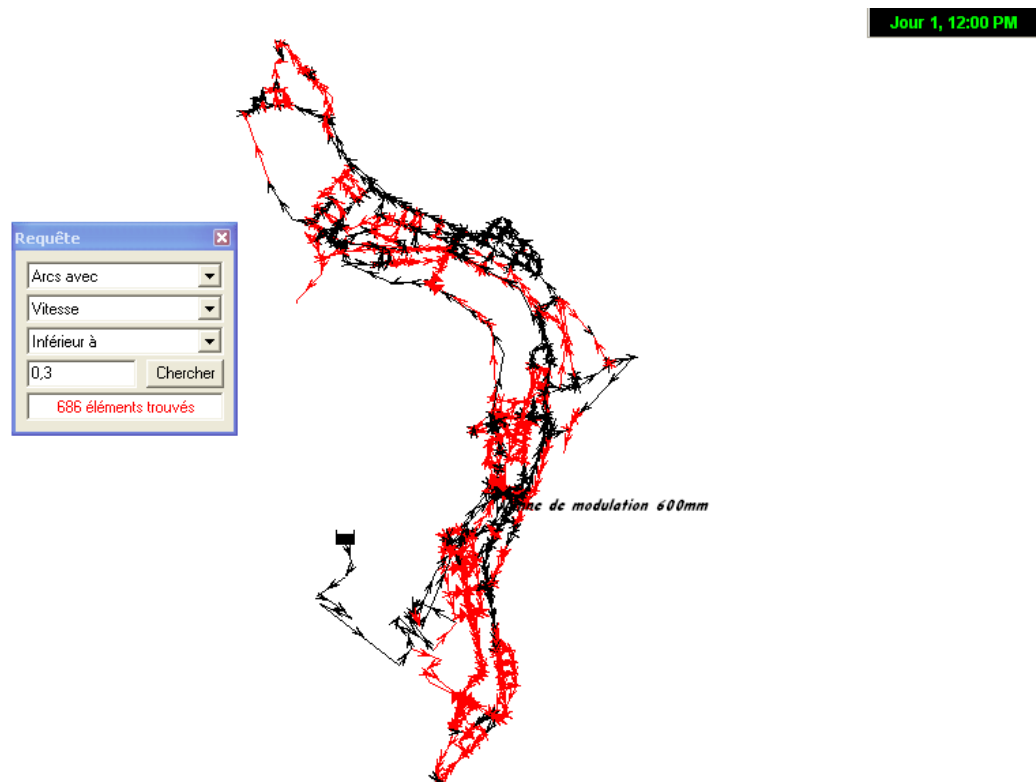 Jour 1, 12:00 PM
Requête
Arcs avec
Vitesse
Inférieur à
0,3
Chercher
686 éléments trouvés
de modulation 600mm